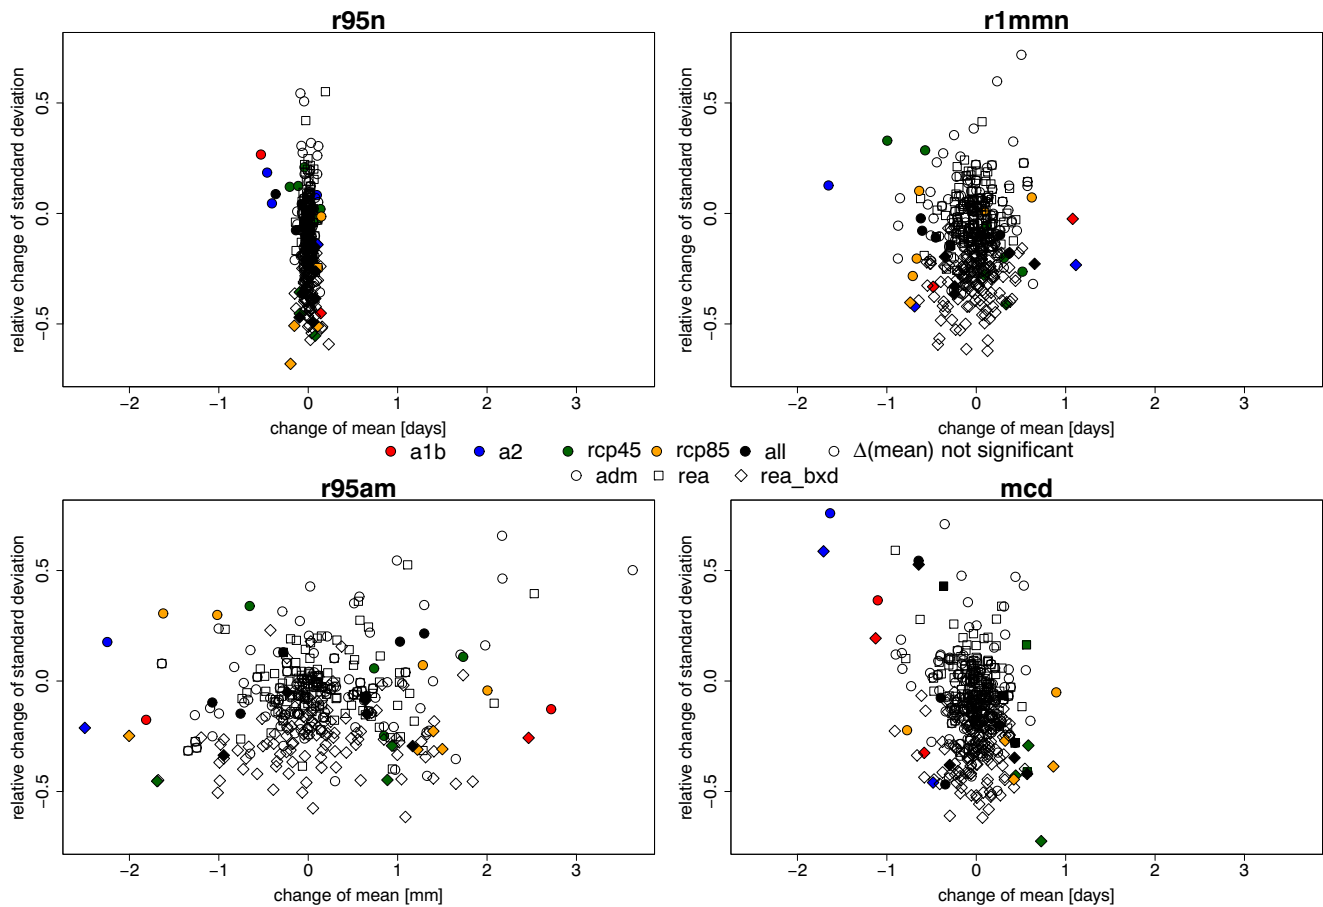 r95n
r1mmn
relative change of standard deviation
0.5
0.0
−0.5
−2 −1 0 1 2 3
change of mean [days]
relative change of standard deviation
0.5
0.0
−0.5
−2 −1 0 1 2 3
change of mean [days]
a1b a2 rcp45 rcp85 all Δ(mean) not significant
adm rea rea_bxd
r95am
mcd
relative change of standard deviation
0.5
0.0
−0.5
−2 −1 0 1 2 3
change of mean [mm]
relative change of standard deviation
0.5
0.0
−0.5
−2 −1 0 1 2 3
change of mean [days]